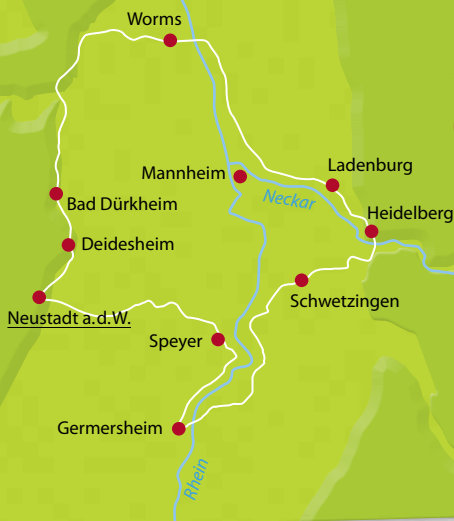 Worms
Mannheim
Ladenburg
Neckar
Bad Dürkheim
Heidelberg
Deidesheim
Schwetzingen
Neustadt a.d.W.
Speyer
Germersheim
Rhein